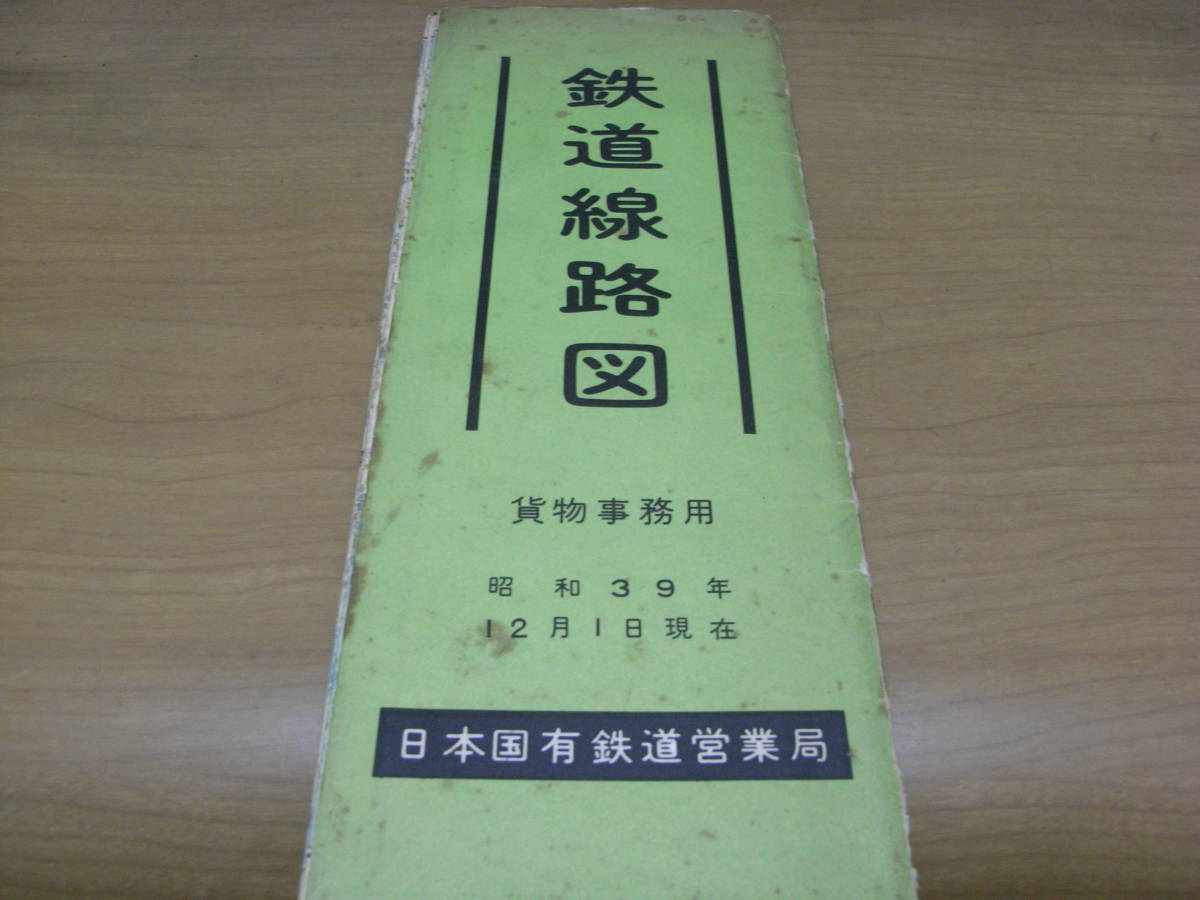 鉄道線路図
貨物事務用
昭和39年
12月1日現在
日本国有鉄道営業局